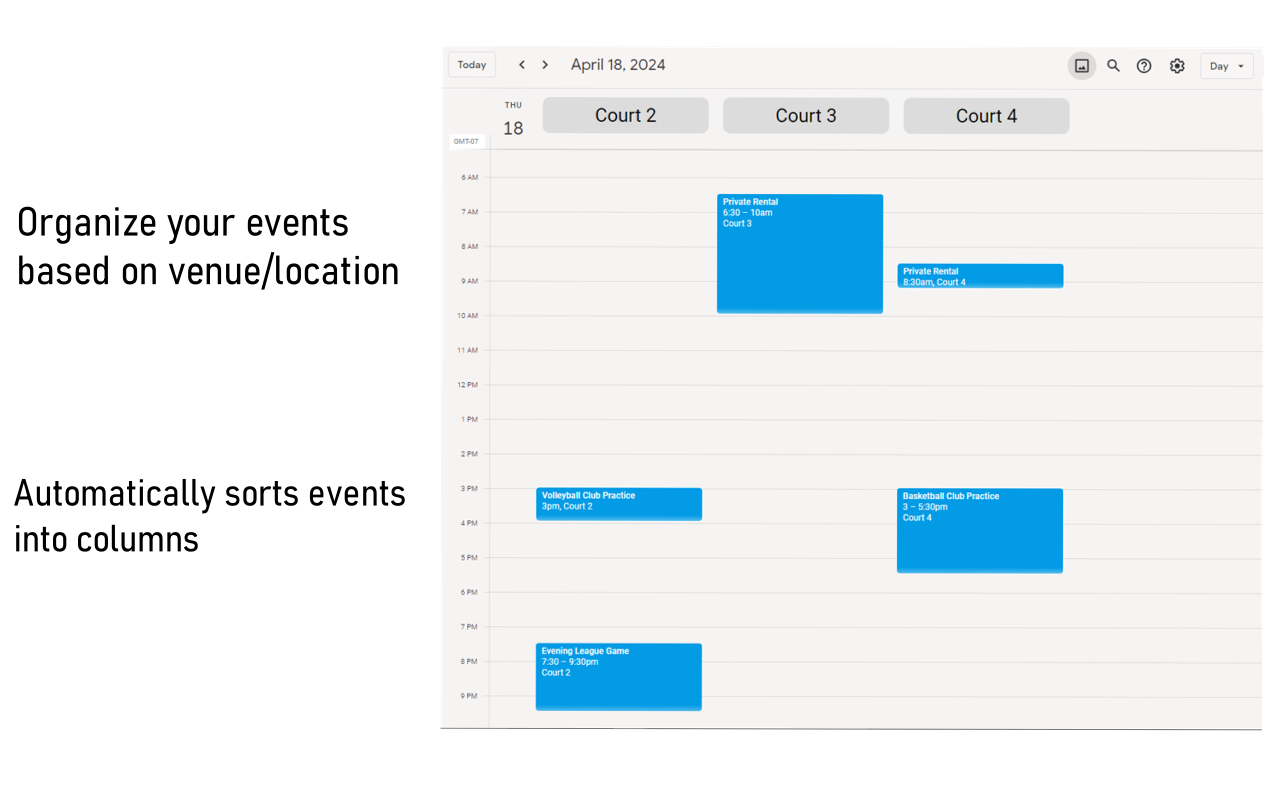 Organize your events
based on venue/location
Automatically sorts events
into columns
Today
April 18, 2024
Day
THU
18
GMT-07
Court 2
Court 3
Court 4
6 AM
7 AM
8 AM
9 AM
10 AM
11 AM
12 PM
1 PM
2 PM
3 PM
4 PM
5 PM
6 PM
7 PM
8 PM
9 PM
Private Rental
6:30 – 10am
Court 3
Private Rental
8:30am, Court 4
Volleyball Club Practice
3pm, Court 2
Basketball Club Practice
3 – 5:30pm
Court 4
Evening League Game
7:30 – 9:30pm
Court 2